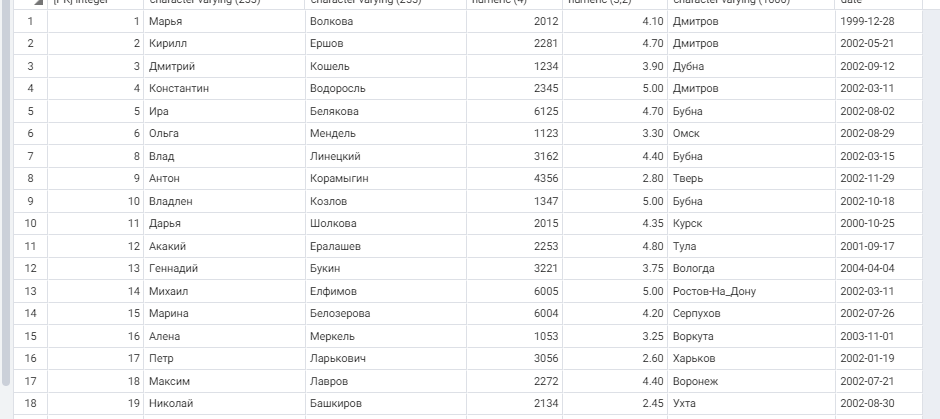 [PK] integer character varying (255) character varying (255) numeric (4) numeric (3,2) character varying (1000) date
1 1 Марья Волкова 2012 4.10 Дмитров 1999-12-28
2 2 Кирилл Ершов 2281 4.70 Дмитров 2002-05-21
3 3 Дмитрий Кошель 1234 3.90 Дубна 2002-09-12
4 4 Константин Водоросль 2345 5.00 Дмитров 2002-03-11
5 5 Ира Белякова 6125 4.70 Бубна 2002-08-02
6 6 Ольга Мендель 1123 3.30 Омск 2002-08-29
7 8 Влад Линецкий 3162 4.40 Бубна 2002-03-15
8 9 Антон Корамыгин 4356 2.80 Тверь 2002-11-29
9 10 Владлен Козлов 1347 5.00 Бубна 2002-10-18
10 11 Дарья Шолкова 2015 4.35 Курск 2000-10-25
11 12 Акакий Ералашев 2253 4.80 Тула 2001-09-17
12 13 Геннадий Букин 3221 3.75 Вологда 2004-04-04
13 14 Михаил Елфимов 6005 5.00 Ростов-На_Дону 2002-03-11
14 15 Марина Белозерова 6004 4.20 Серпухов 2002-07-26
15 16 Алена Меркель 1053 3.25 Воркута 2003-11-01
16 17 Петр Ларькович 3056 2.60 Харьков 2002-01-19
17 18 Максим Лавров 2272 4.40 Воронеж 2002-07-21
18 19 Николай Башкиров 2134 2.45 Ухта 2002-08-30